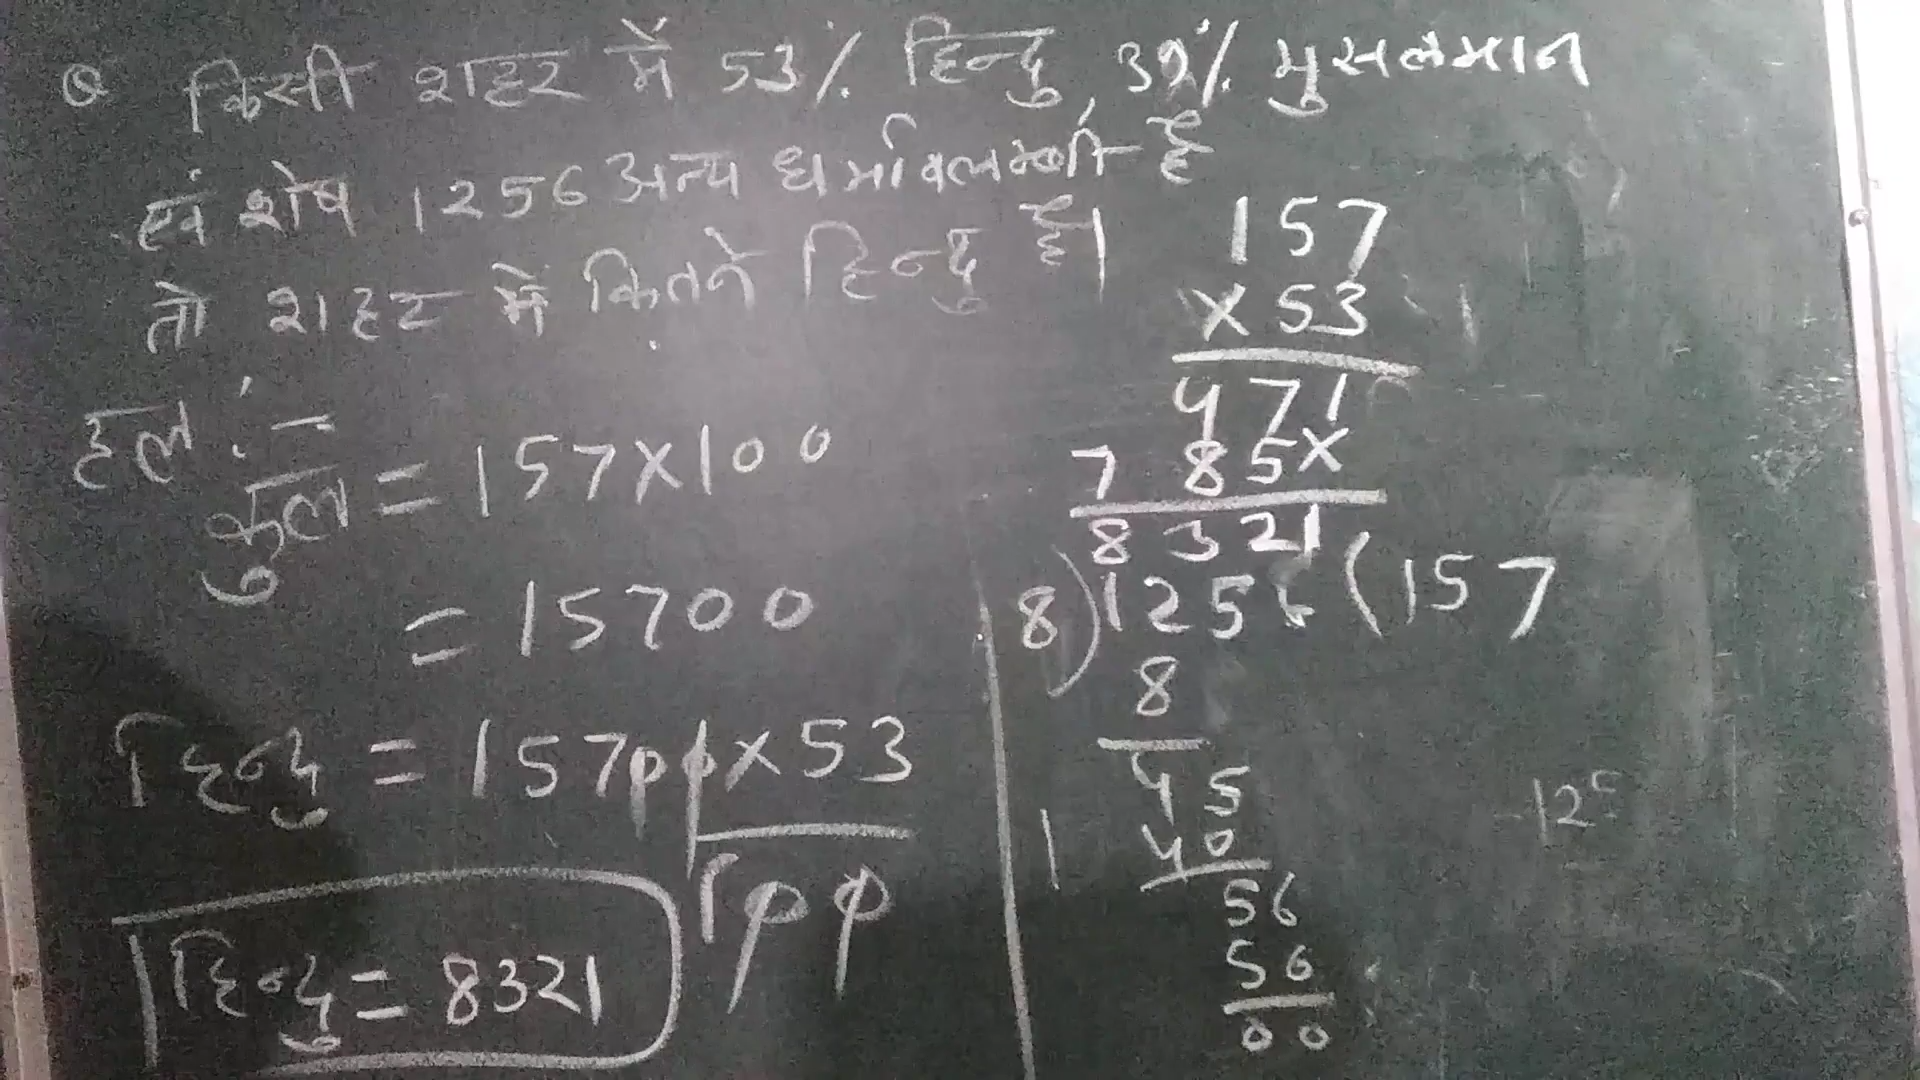 Q किसी शहर में 53% हिन्दु 39% मुसलमान
एवं शेष 1256 अन्य धर्मावलम्बी है
तो शहर में कितने हिन्दु है।
हल :-
कुल = 157×100
= 15700
हिन्दु = 15700×53
100
हिन्दु = 8321
157
×53
471
785×
8321
8)1256(157
8
45
40
56
56
00
1